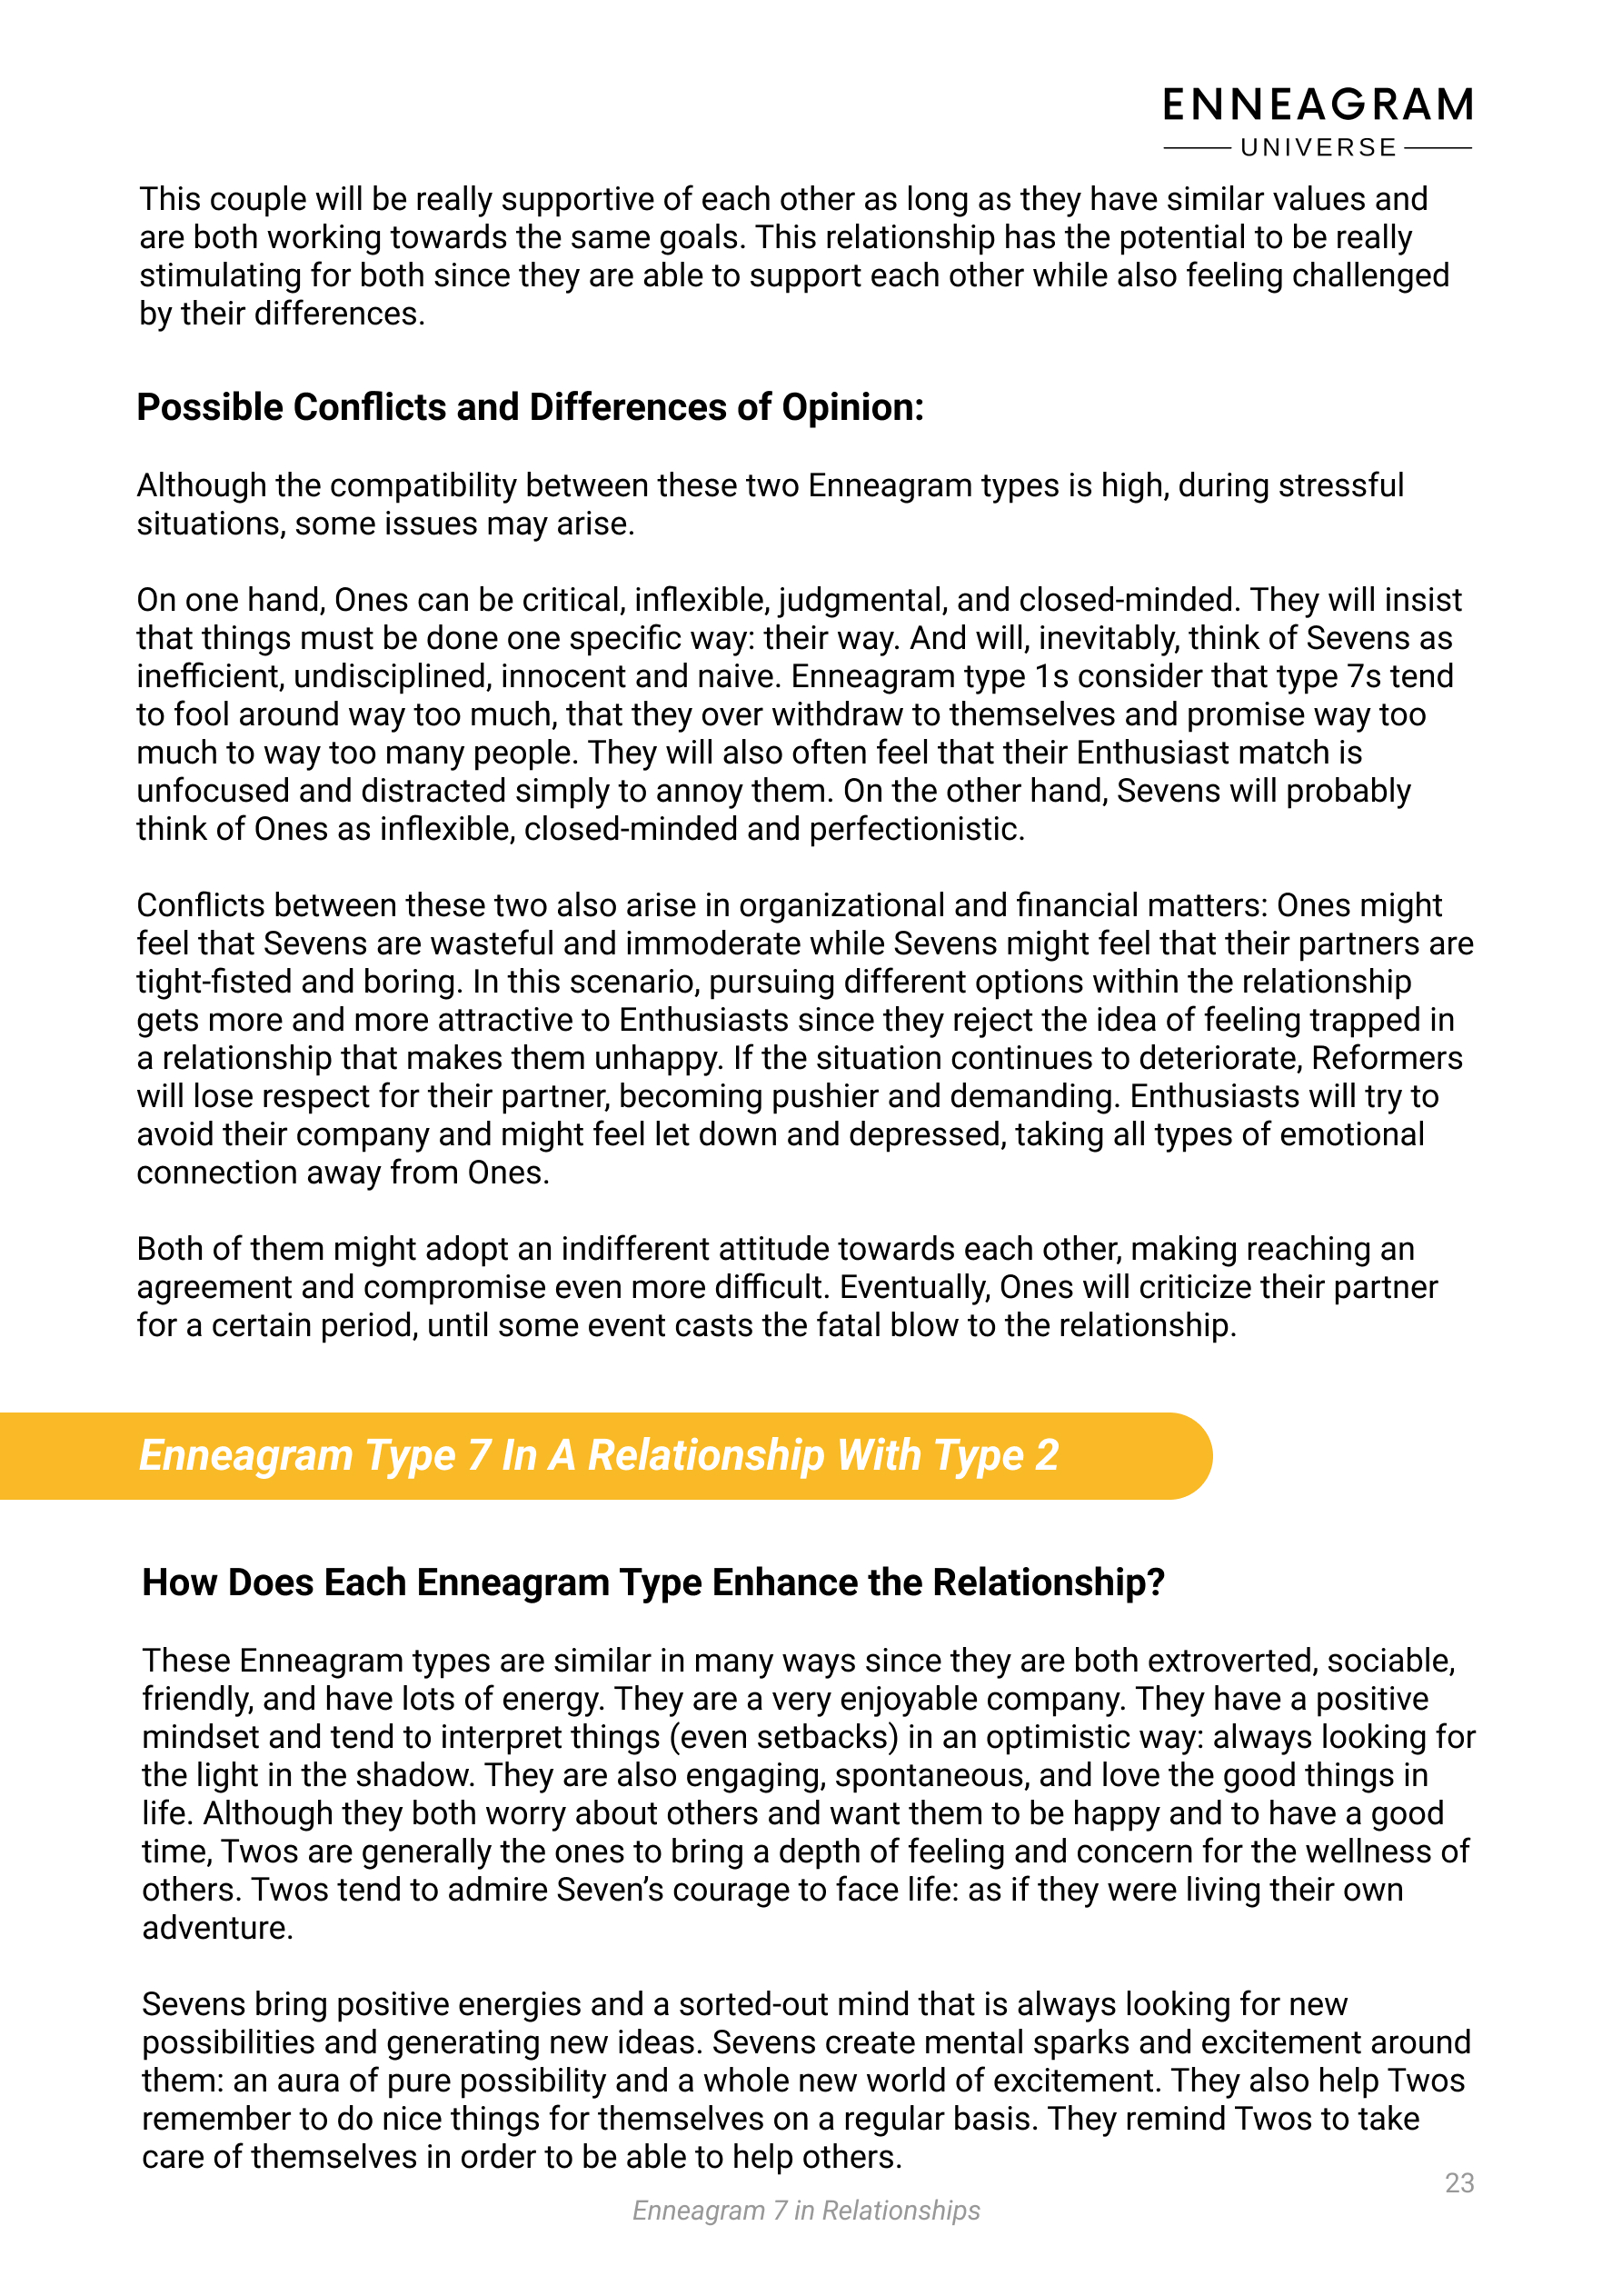 ENNEAGRAM
UNIVERSE
This couple will be really supportive of each other as long as they have similar values and
are both working towards the same goals. This relationship has the potential to be really
stimulating for both since they are able to support each other while also feeling challenged
by their differences.
Possible Conflicts and Differences of Opinion:
Although the compatibility between these two Enneagram types is high, during stressful
situations, some issues may arise.
On one hand, Ones can be critical, inflexible, judgmental, and closed-minded. They will insist
that things must be done one specific way: their way. And will, inevitably, think of Sevens as
inefficient, undisciplined, innocent and naive. Enneagram type 1s consider that type 7s tend
to fool around way too much, that they over withdraw to themselves and promise way too
much to way too many people. They will also often feel that their Enthusiast match is
unfocused and distracted simply to annoy them. On the other hand, Sevens will probably
think of Ones as inflexible, closed-minded and perfectionistic.
Conflicts between these two also arise in organizational and financial matters: Ones might
feel that Sevens are wasteful and immoderate while Sevens might feel that their partners are
tight-fisted and boring. In this scenario, pursuing different options within the relationship
gets more and more attractive to Enthusiasts since they reject the idea of feeling trapped in
a relationship that makes them unhappy. If the situation continues to deteriorate, Reformers
will lose respect for their partner, becoming pushier and demanding. Enthusiasts will try to
avoid their company and might feel let down and depressed, taking all types of emotional
connection away from Ones.
Both of them might adopt an indifferent attitude towards each other, making reaching an
agreement and compromise even more difficult. Eventually, Ones will criticize their partner
for a certain period, until some event casts the fatal blow to the relationship.
Enneagram Type 7 In A Relationship With Type 2
How Does Each Enneagram Type Enhance the Relationship?
These Enneagram types are similar in many ways since they are both extroverted, sociable,
friendly, and have lots of energy. They are a very enjoyable company. They have a positive
mindset and tend to interpret things (even setbacks) in an optimistic way: always looking for
the light in the shadow. They are also engaging, spontaneous, and love the good things in
life. Although they both worry about others and want them to be happy and to have a good
time, Twos are generally the ones to bring a depth of feeling and concern for the wellness of
others. Twos tend to admire Seven’s courage to face life: as if they were living their own
adventure.
Sevens bring positive energies and a sorted-out mind that is always looking for new
possibilities and generating new ideas. Sevens create mental sparks and excitement around
them: an aura of pure possibility and a whole new world of excitement. They also help Twos
remember to do nice things for themselves on a regular basis. They remind Twos to take
care of themselves in order to be able to help others.
23
Enneagram 7 in Relationships